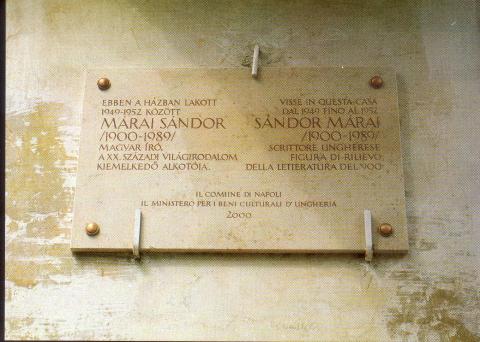 EBBEN A HÁZBAN LAKOTT
1949-1952 KÖZÖTT
MÁRAI SÁNDOR
/1900-1989/
MAGYAR ÍRÓ,
A XX. SZÁZADI VILÁGIRODALOM
KIEMELKEDŐ ALKOTÓJA.
VISSE IN QUESTA CASA
DAL 1949 FINO AL 1952
SÁNDOR MÁRAI
/1900-1989/
SCRITTORE UNGHERESE
FIGURA DI RILIEVO
DELLA LETTERATURA DEL '900
IL COMUNE DI NAPOLI
IL MINISTERO PER I BENI CULTURALI D'UNGHERIA
2000